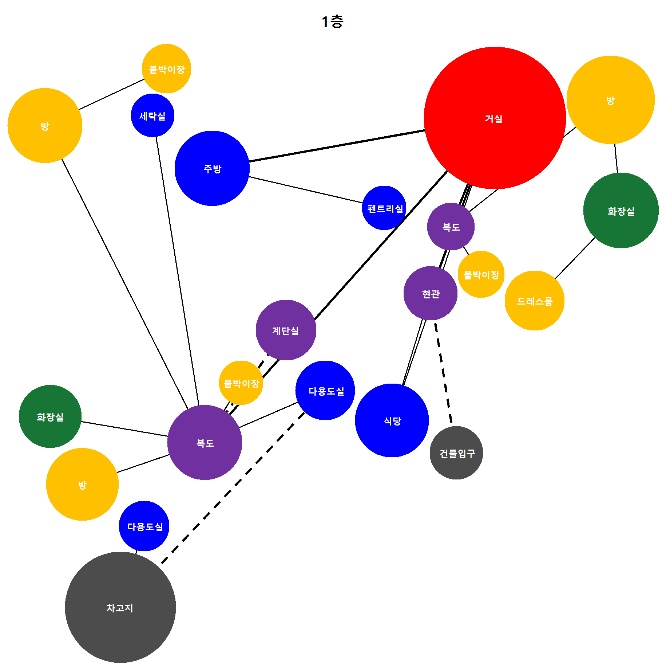 1층
붙박이장
방
세탁실
주방
거실
방
펜트리실
복도
화장실
붙박이장
현관
드레스룸
계단실
붙박이장
다용도실
식당
화장실
복도
건물입구
방
다용도실
차고지